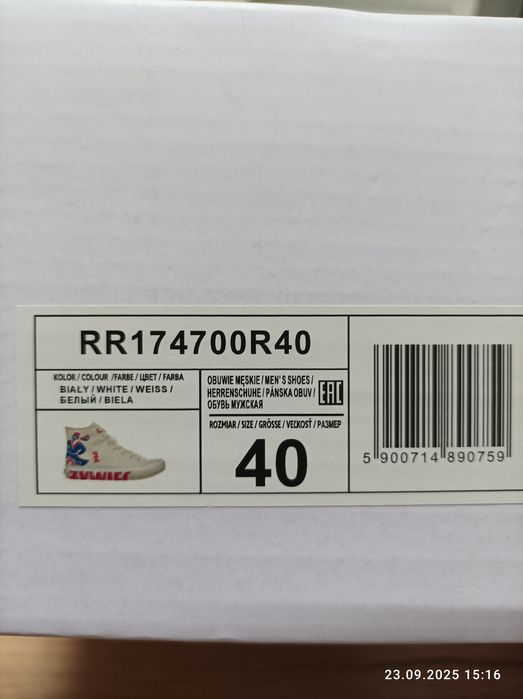 RR174700R40
KOLOR / COLOUR /FARBE / ЦВЕТ / FARBA
BIAŁY / WHITE / WEISS /
БЕЛЫЙ / BIELA
OBUWIE MĘSKIE / MEN'S SHOES /
HERRENSCHUHE / PÁNSKA OBUV /
ОБУВЬ МУЖСКАЯ
EAC
ROZMIAR / SIZE / GRÖSSE / VEĽKOSŤ / РАЗМЕР
40
ŻYWIEC
5 900714 890759
23.09.2025 15:16